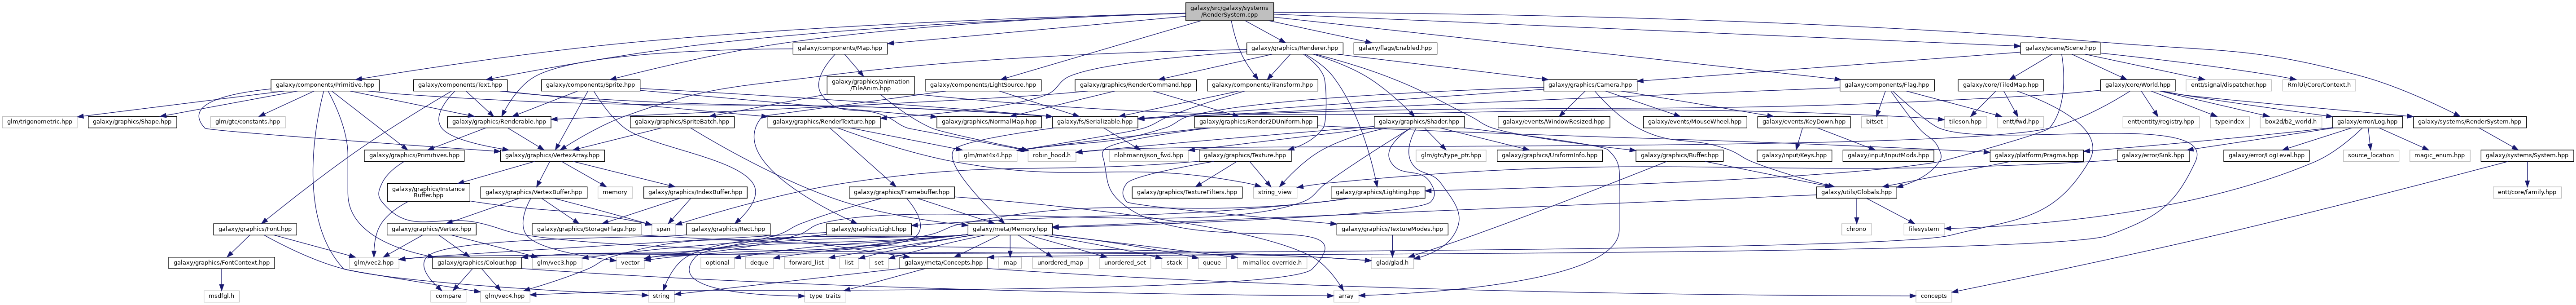 galaxy/src/galaxy/systems
/RenderSystem.cpp
galaxy/components/Map.hpp
galaxy/graphics/Renderer.hpp
galaxy/flags/Enabled.hpp
galaxy/scene/Scene.hpp
galaxy/components/Primitive.hpp
galaxy/components/Text.hpp
galaxy/components/Sprite.hpp
galaxy/graphics/animation
/TileAnim.hpp
galaxy/components/LightSource.hpp
galaxy/graphics/RenderCommand.hpp
galaxy/components/Transform.hpp
galaxy/graphics/Camera.hpp
galaxy/components/Flag.hpp
galaxy/core/TiledMap.hpp
galaxy/core/World.hpp
entt/signal/dispatcher.hpp
RmlUi/Core/Context.h
glm/trigonometric.hpp
galaxy/graphics/Shape.hpp
glm/gtc/constants.hpp
galaxy/graphics/Renderable.hpp
galaxy/graphics/SpriteBatch.hpp
galaxy/graphics/RenderTexture.hpp
galaxy/graphics/NormalMap.hpp
galaxy/fs/Serializable.hpp
galaxy/graphics/Render2DUniform.hpp
galaxy/graphics/Shader.hpp
galaxy/events/WindowResized.hpp
galaxy/events/MouseWheel.hpp
galaxy/events/KeyDown.hpp
bitset
tileson.hpp
entt/fwd.hpp
entt/entity/registry.hpp
typeindex
box2d/b2_world.h
galaxy/error/Log.hpp
galaxy/systems/RenderSystem.hpp
galaxy/graphics/Primitives.hpp
galaxy/graphics/VertexArray.hpp
glm/mat4x4.hpp
robin_hood.h
nlohmann/json_fwd.hpp
galaxy/graphics/Texture.hpp
glm/gtc/type_ptr.hpp
galaxy/graphics/UniformInfo.hpp
galaxy/graphics/Buffer.hpp
galaxy/input/Keys.hpp
galaxy/input/InputMods.hpp
galaxy/platform/Pragma.hpp
galaxy/error/Sink.hpp
galaxy/error/LogLevel.hpp
source_location
magic_enum.hpp
galaxy/systems/System.hpp
galaxy/graphics/Instance
Buffer.hpp
galaxy/graphics/VertexBuffer.hpp
memory
galaxy/graphics/IndexBuffer.hpp
galaxy/graphics/Framebuffer.hpp
galaxy/graphics/TextureFilters.hpp
string_view
galaxy/graphics/Lighting.hpp
galaxy/utils/Globals.hpp
entt/core/family.hpp
galaxy/graphics/Font.hpp
galaxy/graphics/Vertex.hpp
galaxy/graphics/StorageFlags.hpp
span
galaxy/graphics/Rect.hpp
galaxy/graphics/Light.hpp
galaxy/meta/Memory.hpp
galaxy/graphics/TextureModes.hpp
chrono
filesystem
galaxy/graphics/FontContext.hpp
glm/vec2.hpp
galaxy/graphics/Colour.hpp
glm/vec3.hpp
vector
optional
deque
forward_list
list
set
galaxy/meta/Concepts.hpp
map
unordered_map
unordered_set
stack
queue
mimalloc-override.h
glad/glad.h
msdfgl.h
compare
glm/vec4.hpp
string
type_traits
array
concepts